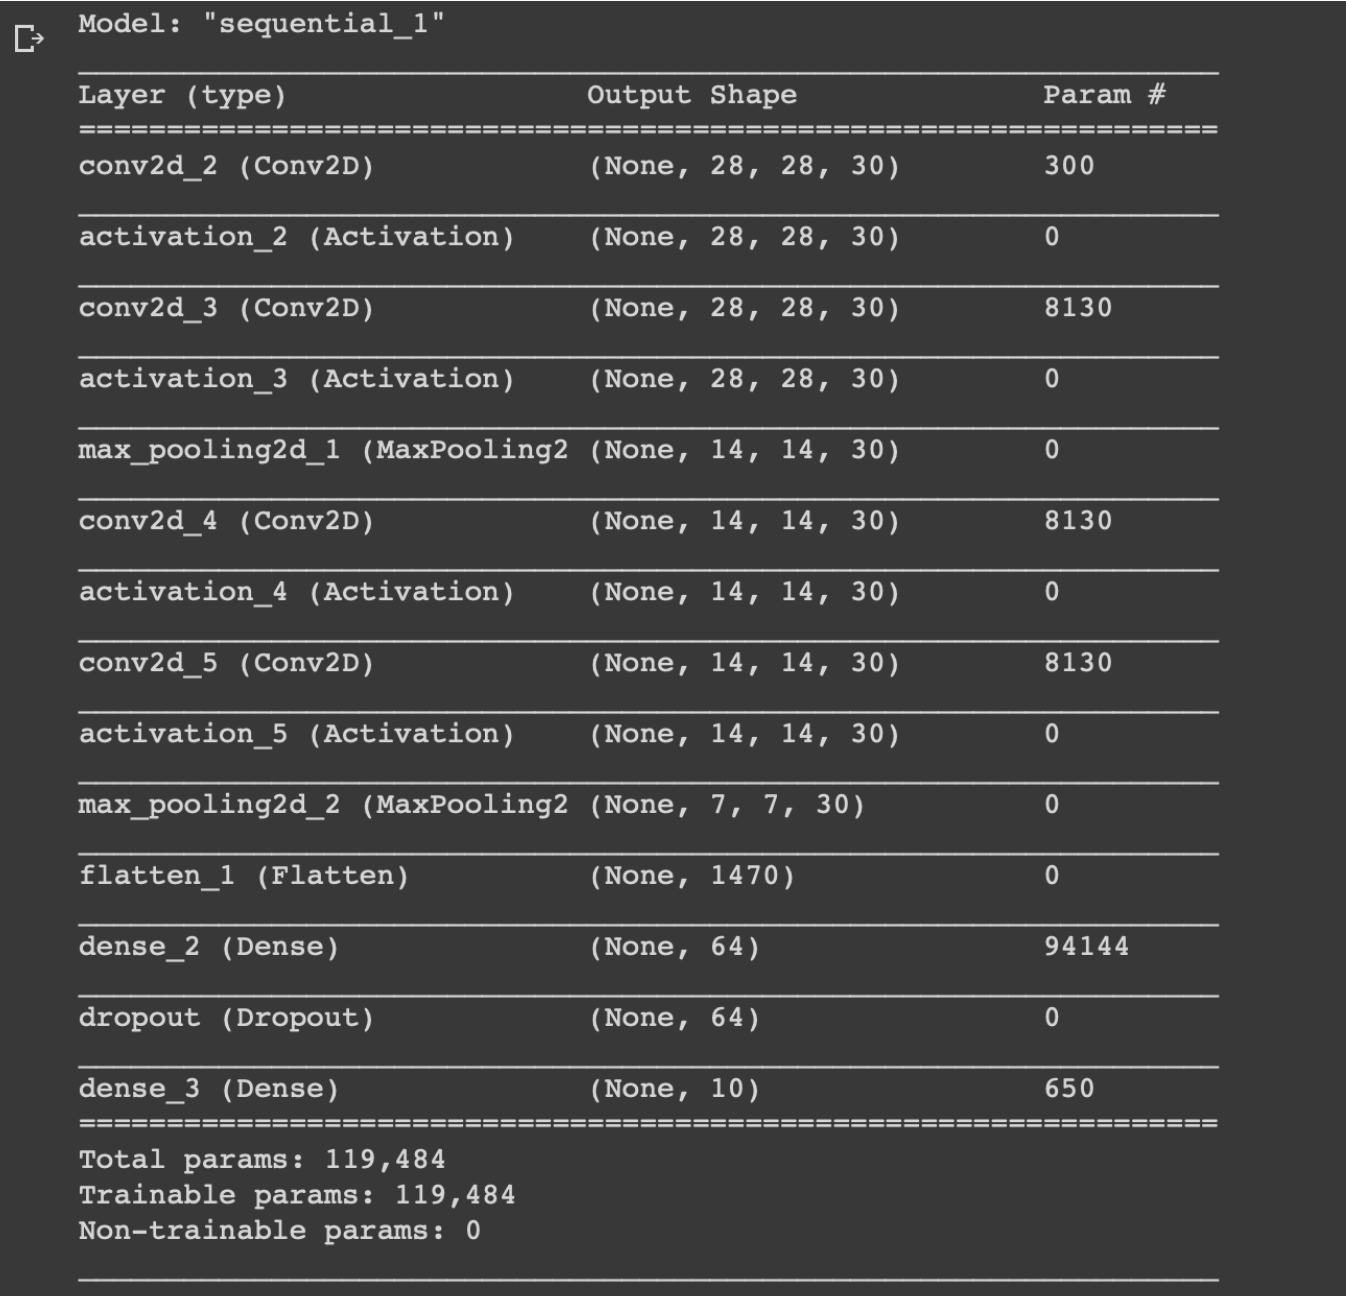 Model: "sequential_1"
Layer (type) Output Shape Param #
conv2d_2 (Conv2D) (None, 28, 28, 30) 300
activation_2 (Activation) (None, 28, 28, 30) 0
conv2d_3 (Conv2D) (None, 28, 28, 30) 8130
activation_3 (Activation) (None, 28, 28, 30) 0
max_pooling2d_1 (MaxPooling2 (None, 14, 14, 30) 0
conv2d_4 (Conv2D) (None, 14, 14, 30) 8130
activation_4 (Activation) (None, 14, 14, 30) 0
conv2d_5 (Conv2D) (None, 14, 14, 30) 8130
activation_5 (Activation) (None, 14, 14, 30) 0
max_pooling2d_2 (MaxPooling2 (None, 7, 7, 30) 0
flatten_1 (Flatten) (None, 1470) 0
dense_2 (Dense) (None, 64) 94144
dropout (Dropout) (None, 64) 0
dense_3 (Dense) (None, 10) 650
Total params: 119,484
Trainable params: 119,484
Non-trainable params: 0